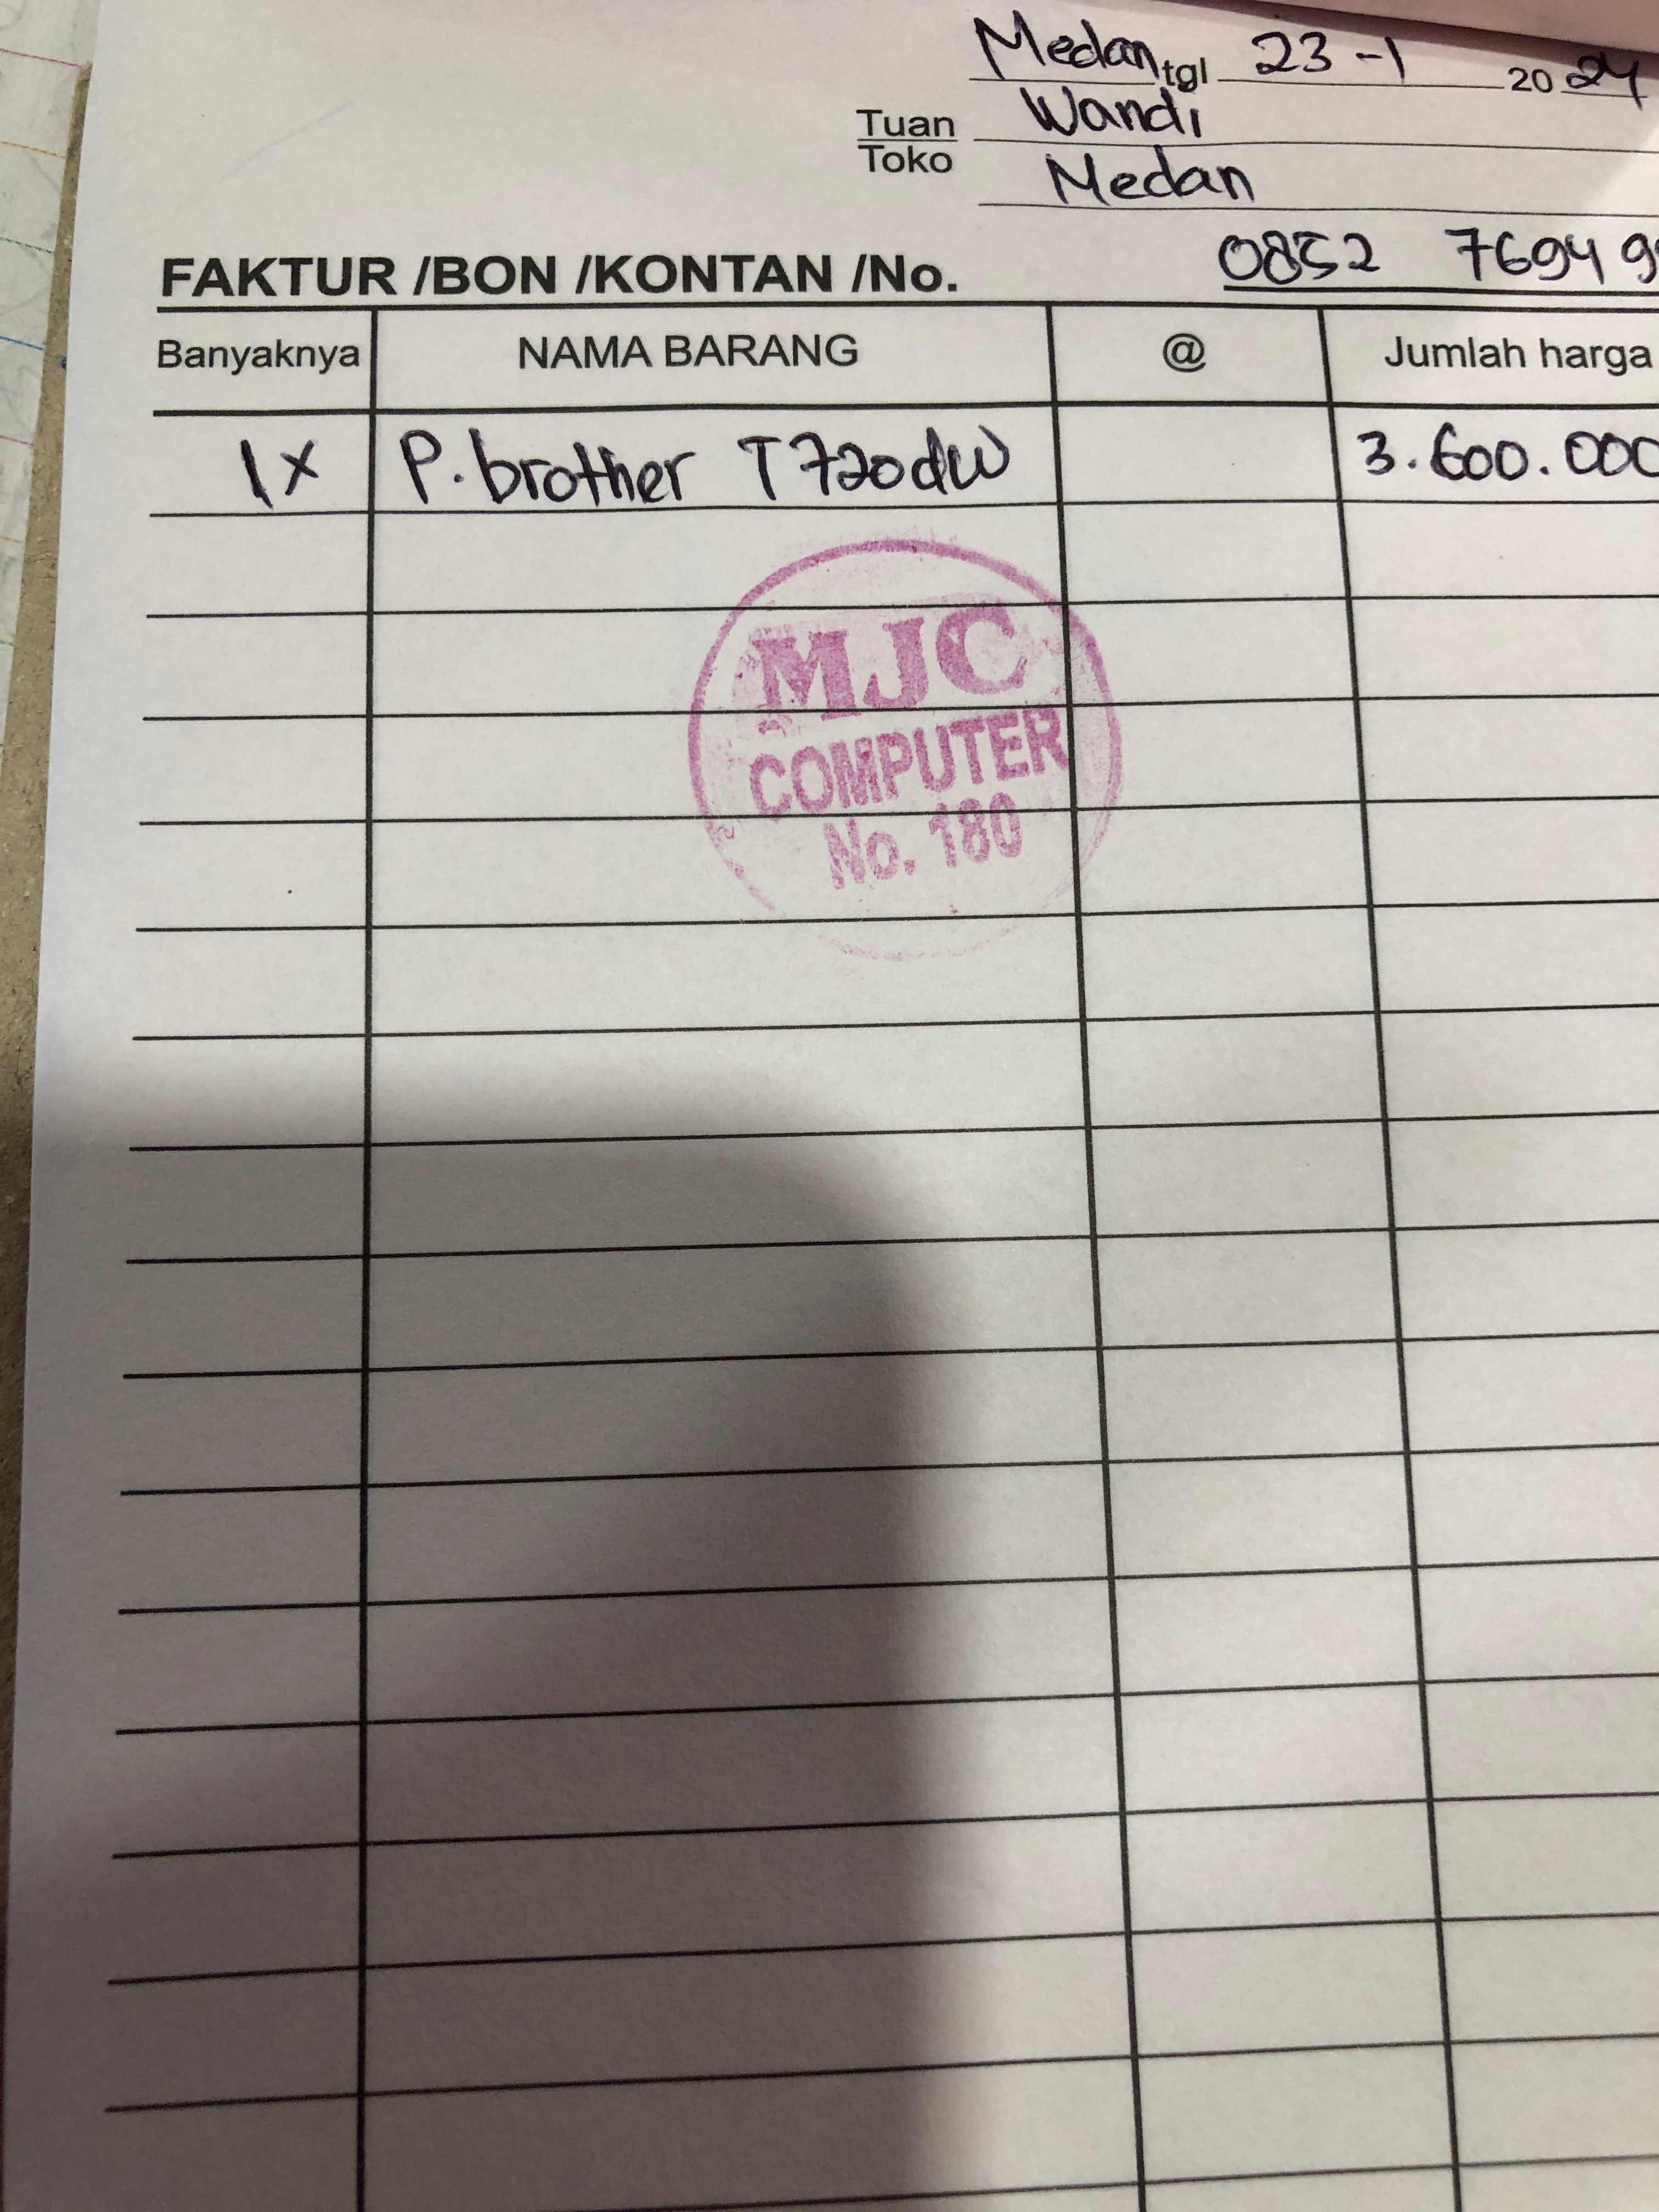 Medan tgl 23-1 2024
Tuan Wandi
Toko Medan
FAKTUR /BON /KONTAN /No. 0852 7694
Banyaknya NAMA BARANG @ Jumlah harga
1x P. brother T720dw 3.600.000
MJC
COMPUTER
No. 180